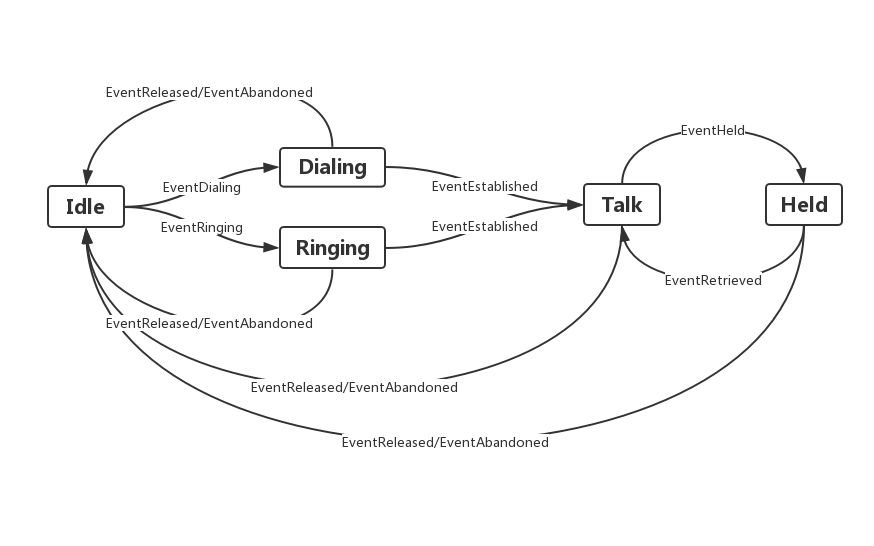 EventReleased/EventAbandoned
EventHeld
Dialing
EventDialing
EventEstablished
Idle
Talk
Held
EventRinging
EventEstablished
Ringing
EventRetrieved
EventReleased/EventAbandoned
EventReleased/EventAbandoned
EventReleased/EventAbandoned